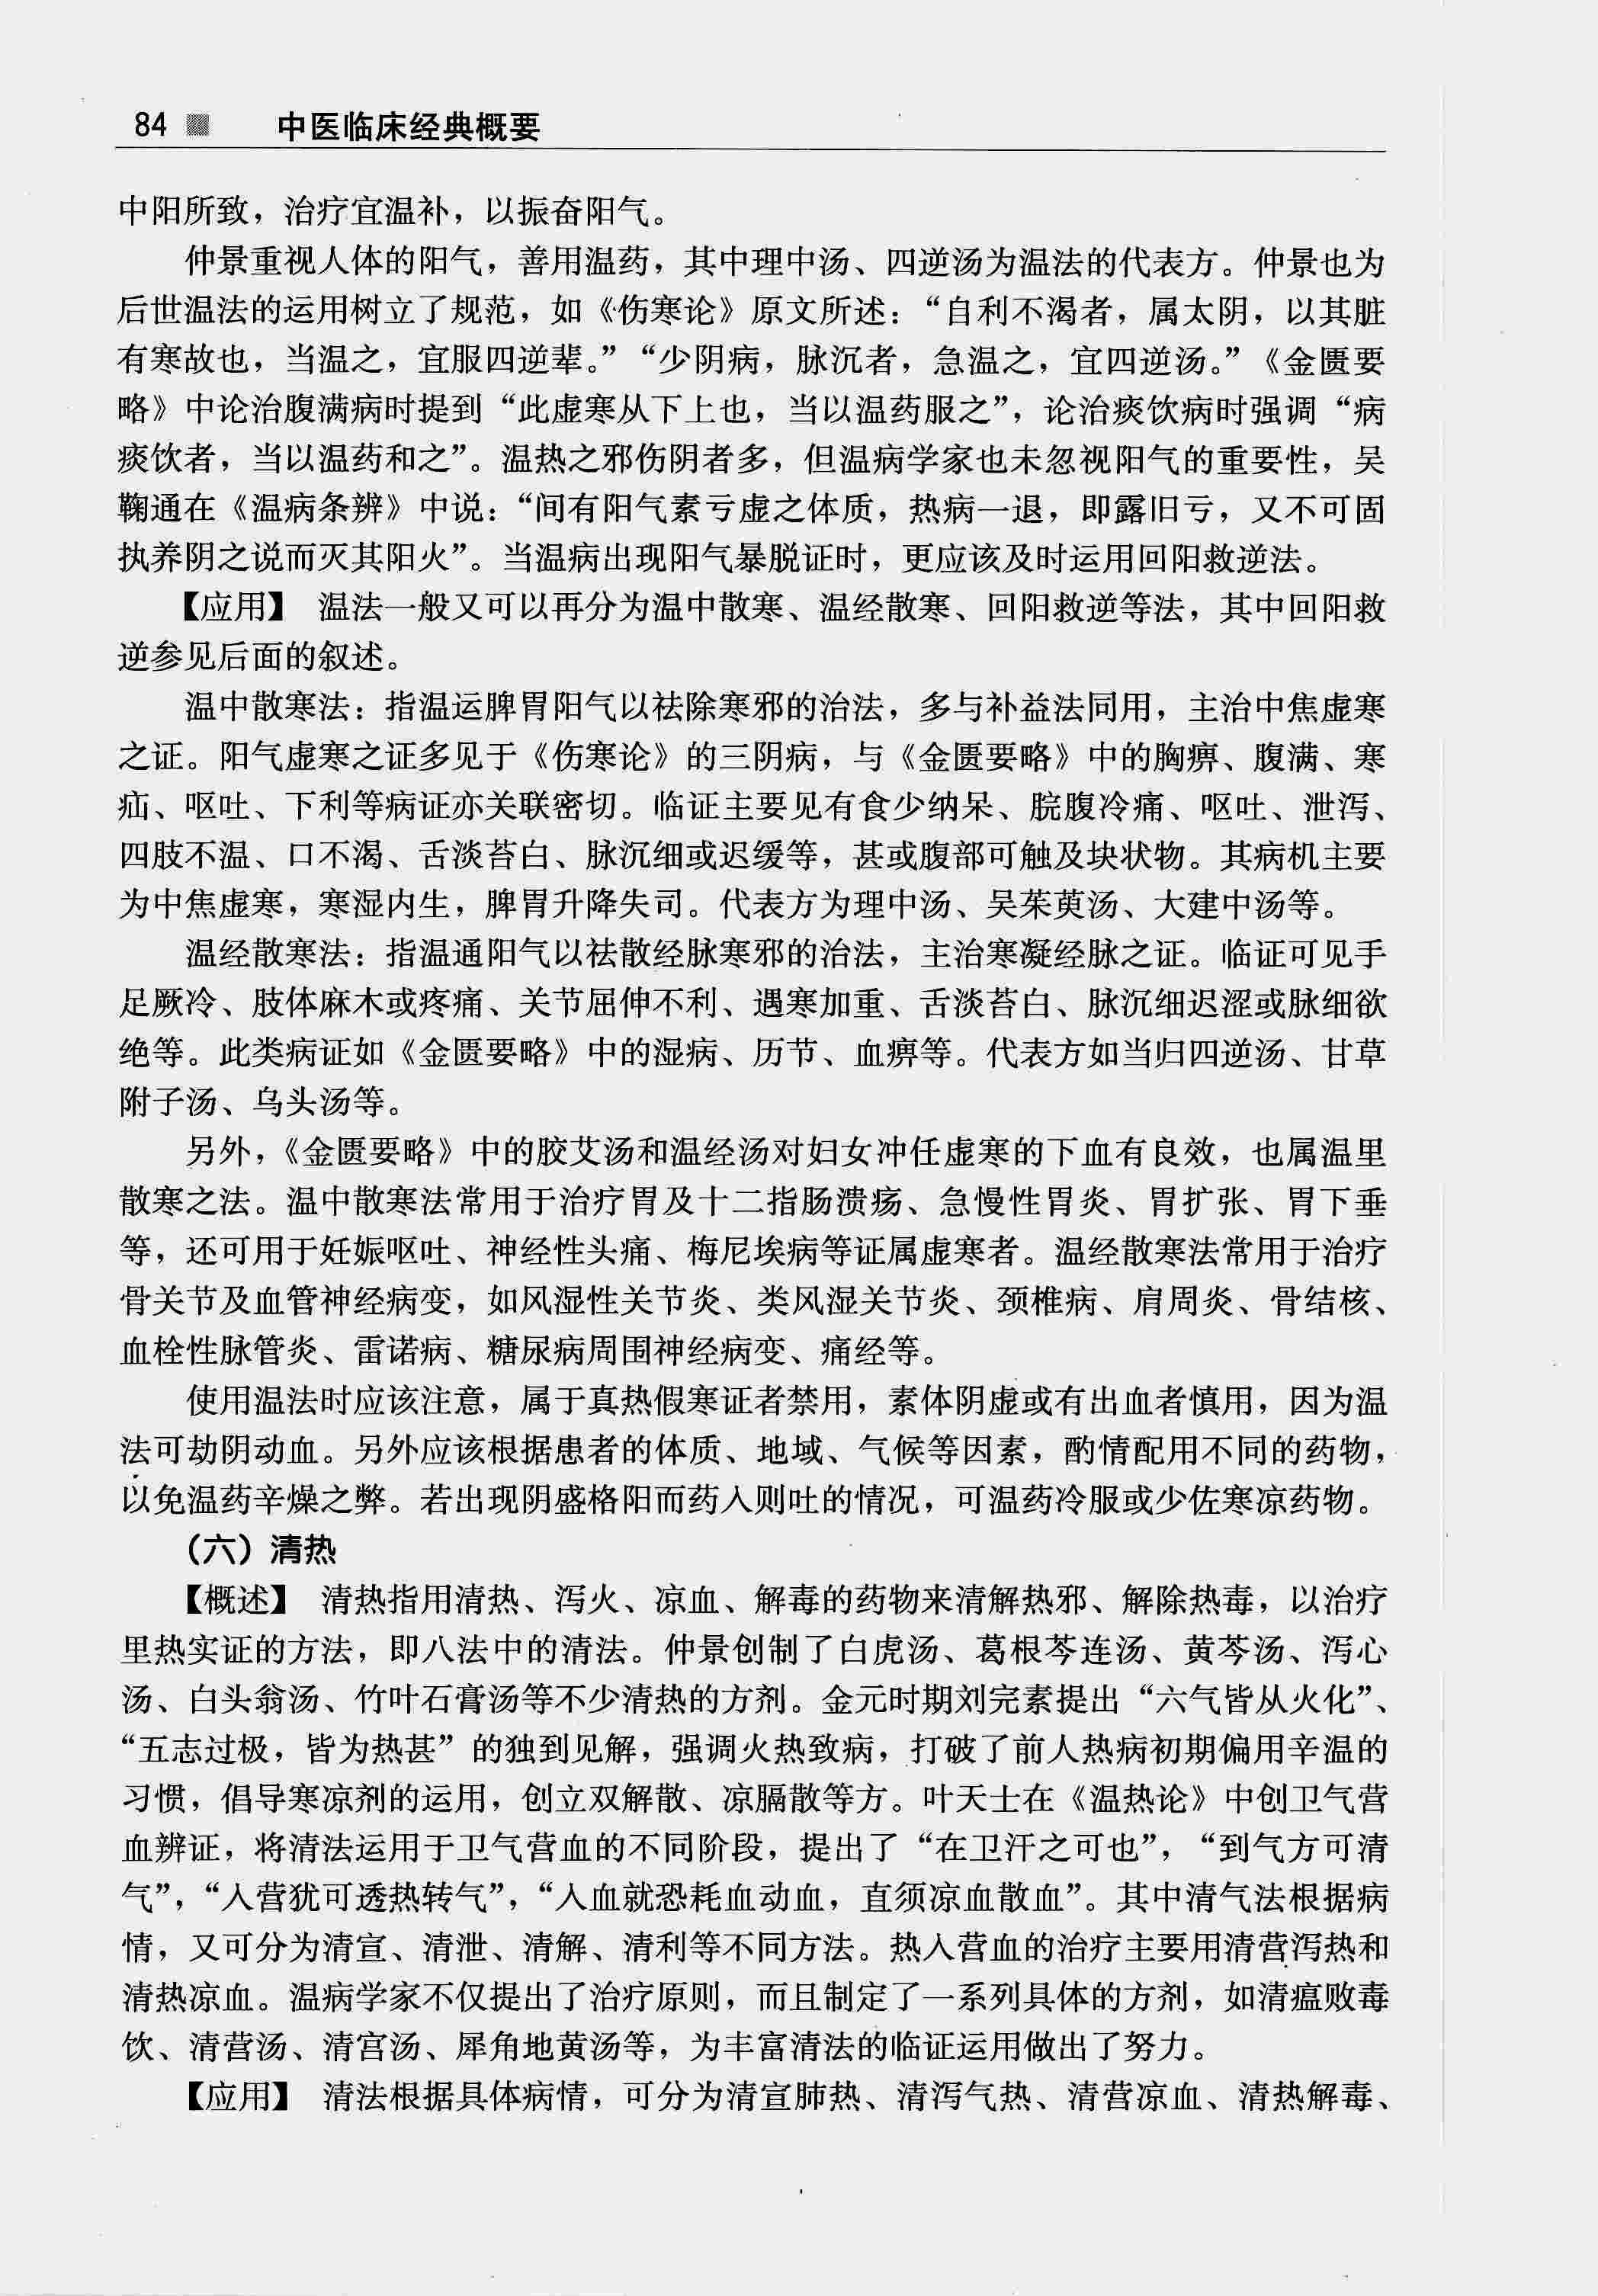 84 中医临床经典概要
中阳所致，治疗宜温补，以振奋阳气。
仲景重视人体的阳气，善用温药，其中理中汤、四逆汤为温法的代表方。仲景也为
后世温法的运用树立了规范，如《伤寒论》原文所述：“自利不渴者，属太阴，以其脏
有寒故也，当温之，宜服四逆辈。”“少阴病，脉沉者，急温之，宜四逆汤。”《金匮要
略》中论治腹满病时提到“此虚寒从下上也，当以温药服之”，论治痰饮病时强调“病
痰饮者，当以温药和之”。温热之邪伤阴者多，但温病学家也未忽视阳气的重要性，吴
鞠通在《温病条辨》中说：“间有阳气素亏虚之体质，热病一退，即露旧亏，又不可固
执养阴之说而灭其阳火”。当温病出现阳气暴脱证时，更应该及时运用回阳救逆法。
【应用】 温法一般又可以再分为温中散寒、温经散寒、回阳救逆等法，其中回阳救
逆参见后面的叙述。
温中散寒法：指温运脾胃阳气以祛除寒邪的治法，多与补益法同用，主治中焦虚寒
之证。阳气虚寒之证多见于《伤寒论》的三阴病，与《金匮要略》中的胸痹、腹满、寒
疝、呕吐、下利等病证亦关联密切。临证主要见有食少纳呆、脘腹冷痛、呕吐、泄泻、
四肢不温、口不渴、舌淡苔白、脉沉细或迟缓等，甚或腹部可触及块状物。其病机主要
为中焦虚寒，寒湿内生，脾胃升降失司。代表方为理中汤、吴茱萸汤、大建中汤等。
温经散寒法：指温通阳气以祛散经脉寒邪的治法，主治寒凝经脉之证。临证可见手
足厥冷、肢体麻木或疼痛、关节屈伸不利、遇寒加重、舌淡苔白、脉沉细迟涩或脉细欲
绝等。此类病证如《金匮要略》中的湿病、历节、血痹等。代表方如当归四逆汤、甘草
附子汤、乌头汤等。
另外，《金匮要略》中的胶艾汤和温经汤对妇女冲任虚寒的下血有良效，也属温里
散寒之法。温中散寒法常用于治疗胃及十二指肠溃疡、急慢性胃炎、胃扩张、胃下垂
等，还可用于妊娠呕吐、神经性头痛、梅尼埃病等证属虚寒者。温经散寒法常用于治疗
骨关节及血管神经病变，如风湿性关节炎、类风湿关节炎、颈椎病、肩周炎、骨结核、
血栓性脉管炎、雷诺病、糖尿病周围神经病变、痛经等。
使用温法时应该注意，属于真热假寒证者禁用，素体阴虚或有出血者慎用，因为温
法可劫阴动血。另外应该根据患者的体质、地域、气候等因素，酌情配用不同的药物，
以免温药辛燥之弊。若出现阴盛格阳而药入则吐的情况，可温药冷服或少佐寒凉药物。
（六）清热
【概述】 清热指用清热、泻火、凉血、解毒的药物来清解热邪、解除热毒，以治疗
里热实证的方法，即八法中的清法。仲景创制了白虎汤、葛根芩连汤、黄芩汤、泻心
汤、白头翁汤、竹叶石膏汤等不少清热的方剂。金元时期刘完素提出“六气皆从火化”、
“五志过极，皆为热甚”的独到见解，强调火热致病，打破了前人热病初期偏用辛温的
习惯，倡导寒凉剂的运用，创立双解散、凉膈散等方。叶天士在《温热论》中创卫气营
血辨证，将清法运用于卫气营血的不同阶段，提出了“在卫汗之可也”，“到气方可清
气”，“入营犹可透热转气”，“入血就恐耗血动血，直须凉血散血”。其中清气法根据病
情，又可分为清宣、清泄、清解、清利等不同方法。热入营血的治疗主要用清营泻热和
清热凉血。温病学家不仅提出了治疗原则，而且制定了一系列具体的方剂，如清瘟败毒
饮、清营汤、清宫汤、犀角地黄汤等，为丰富清法的临证运用做出了努力。
【应用】 清法根据具体病情，可分为清宣肺热、清泻气热、清营凉血、清热解毒、